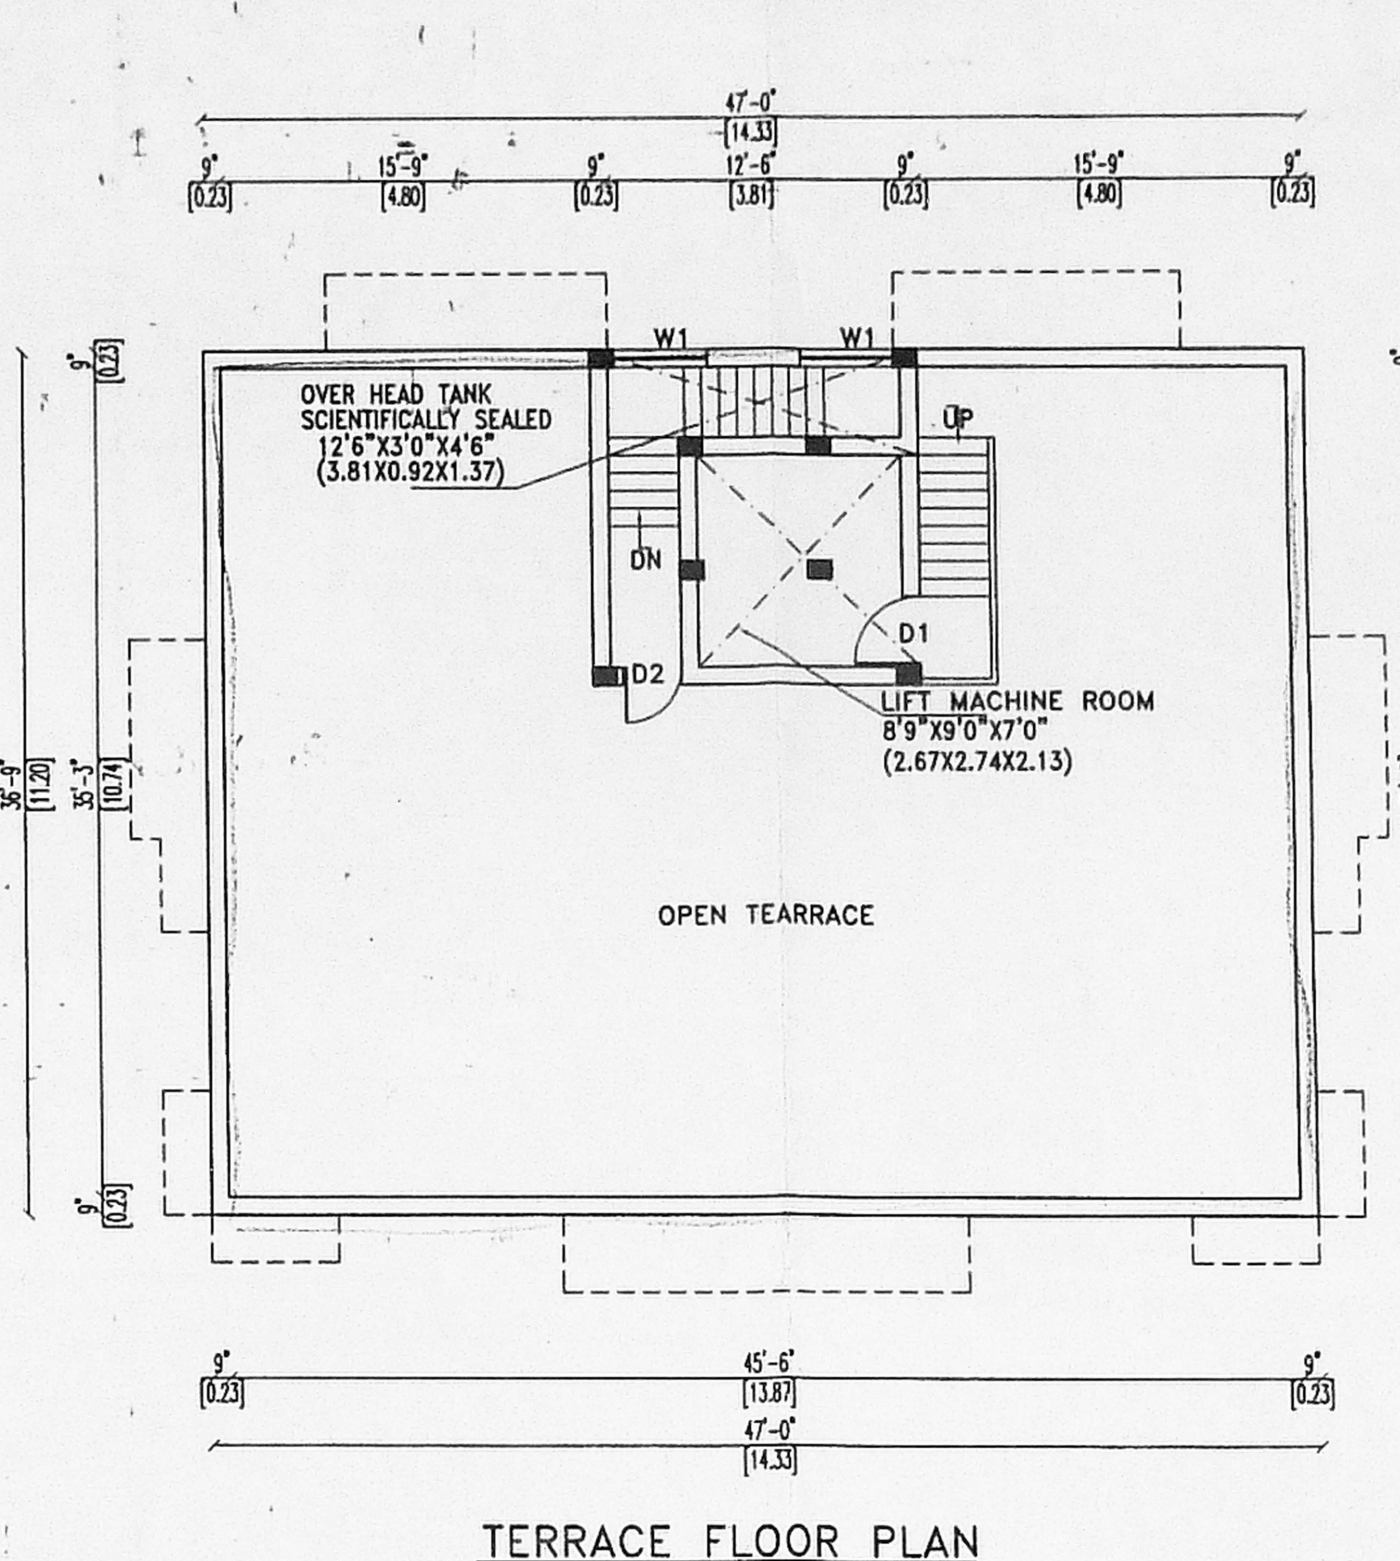 47'-0"
[14.33]
9" 15'-9" 9" 12'-6" 9" 15'-9" 9"
[0.23] [4.80] [0.23] [3.81] [0.23] [4.80] [0.23]
W1 W1
9"
[0.23]
OVER HEAD TANK
SCIENTIFICALLY SEALED
12'6"X3'0"X4'6"
(3.81X0.92X1.37)
UP
DN
D1
D2
LIFT MACHINE ROOM
8'9"X9'0"X7'0"
(2.67X2.74X2.13)
36'-9"
[11.20]
35'-3"
[10.74]
OPEN TEARRACE
9"
[0.23]
9" 45'-6" 9"
[0.23] [13.87] [0.23]
47'-0"
[14.33]
TERRACE FLOOR PLAN